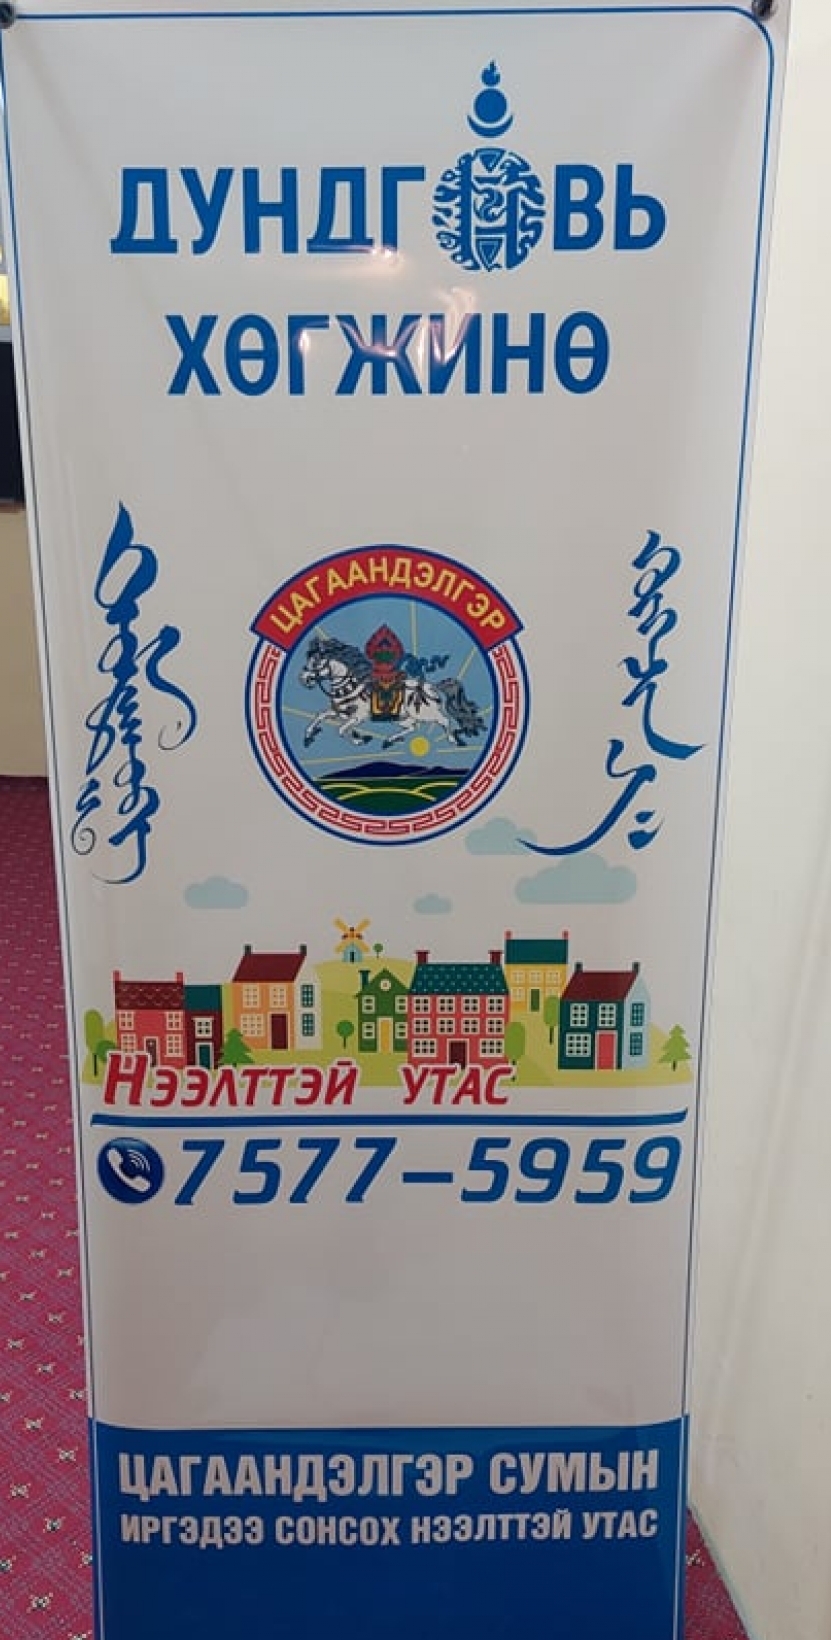 ДУНДГОВЬ
ХӨГЖИНӨ
ЦАГААНДЭЛГЭР
НЭЭЛТТЭЙ УТАС
7577-5959
ЦАГААНДЭЛГЭР СУМЫН
ИРГЭДЭЭ СОНСОХ НЭЭЛТТЭЙ УТАС